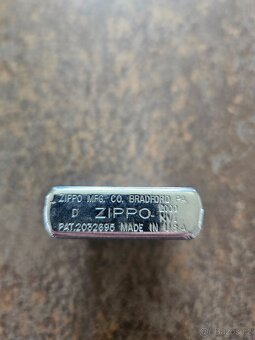 ZIPPO MFG. CO. BRADFORD, PA.
D ZIPPO
PAT. 2032695 MADE IN U.S.A.